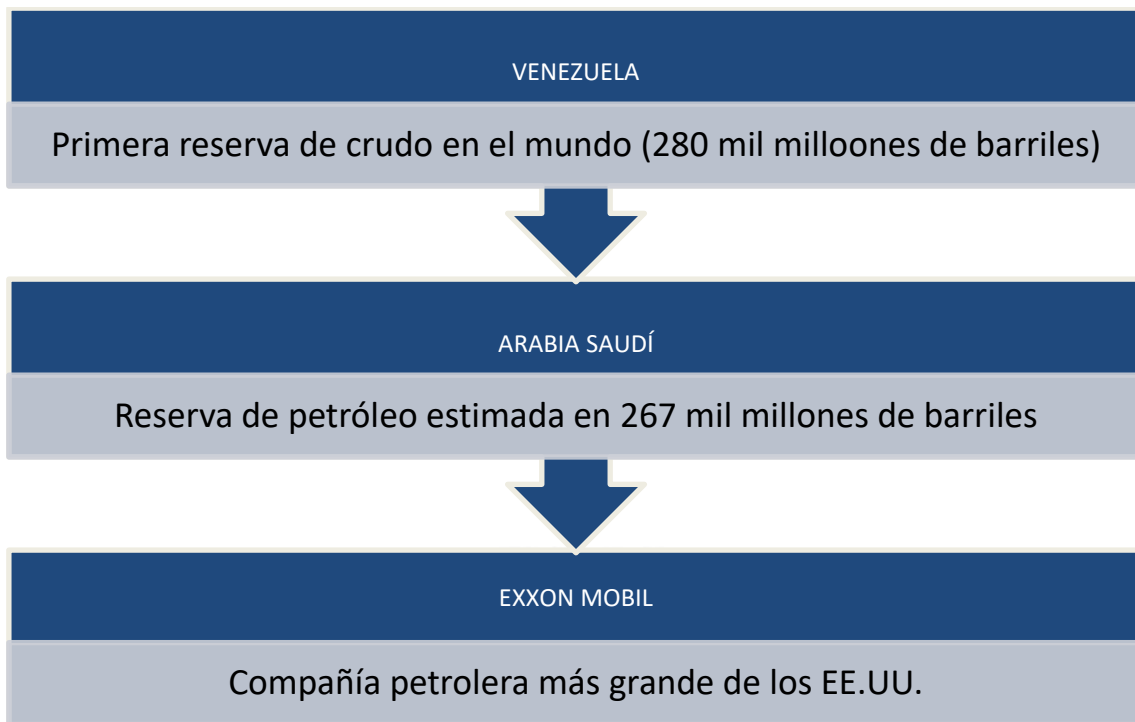 VENEZUELA
Primera reserva de crudo en el mundo (280 mil milloones de barriles)
ARABIA SAUDÍ
Reserva de petróleo estimada en 267 mil millones de barriles
EXXON MOBIL
Compañía petrolera más grande de los EE.UU.